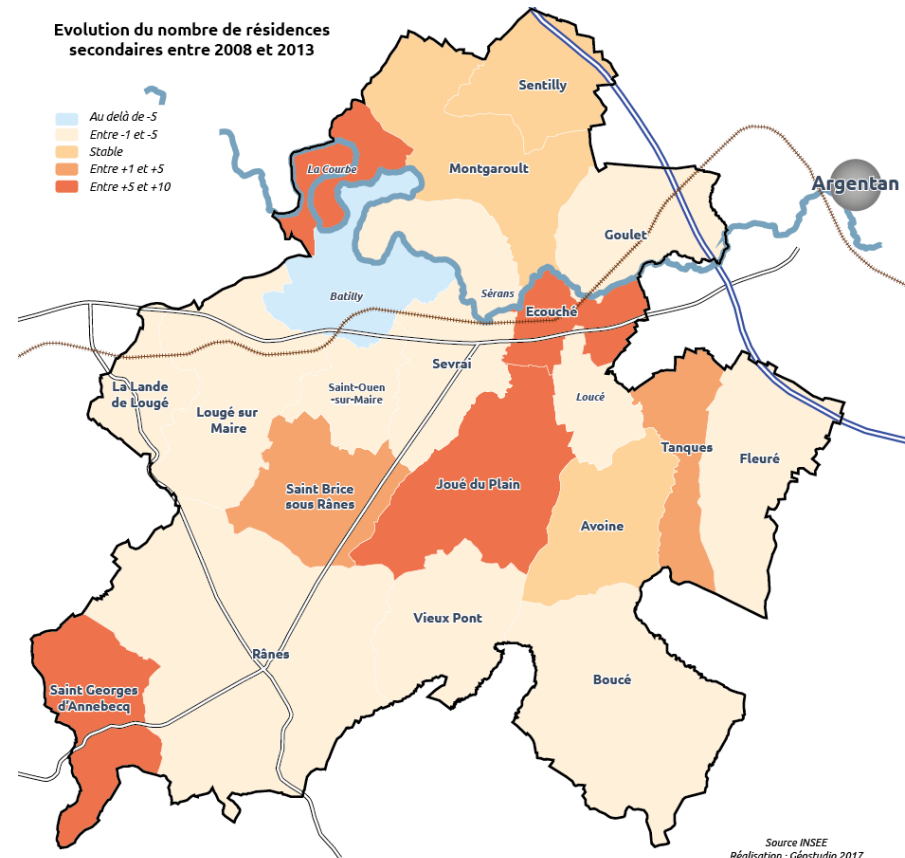 Evolution du nombre de résidences
secondaires entre 2008 et 2013
Au delà de -5
Entre -1 et -5
Stable
Entre +1 et +5
Entre +5 et +10
Sentilly
La Courbe
Montgaroult
Argentan
Goulet
Batilly
Sérans
Ecouché
Sevrai
La Lande
de Lougé
Saint-Ouen
-sur-Maire
Loucé
Lougé sur
Maire
Tanques
Fleuré
Saint Brice
sous Rânes
Joué du Plain
Avoine
Vieux Pont
Rânes
Boucé
Saint Georges
d'Annebecq
Source INSEE
Réalisation : Géostudio 2017